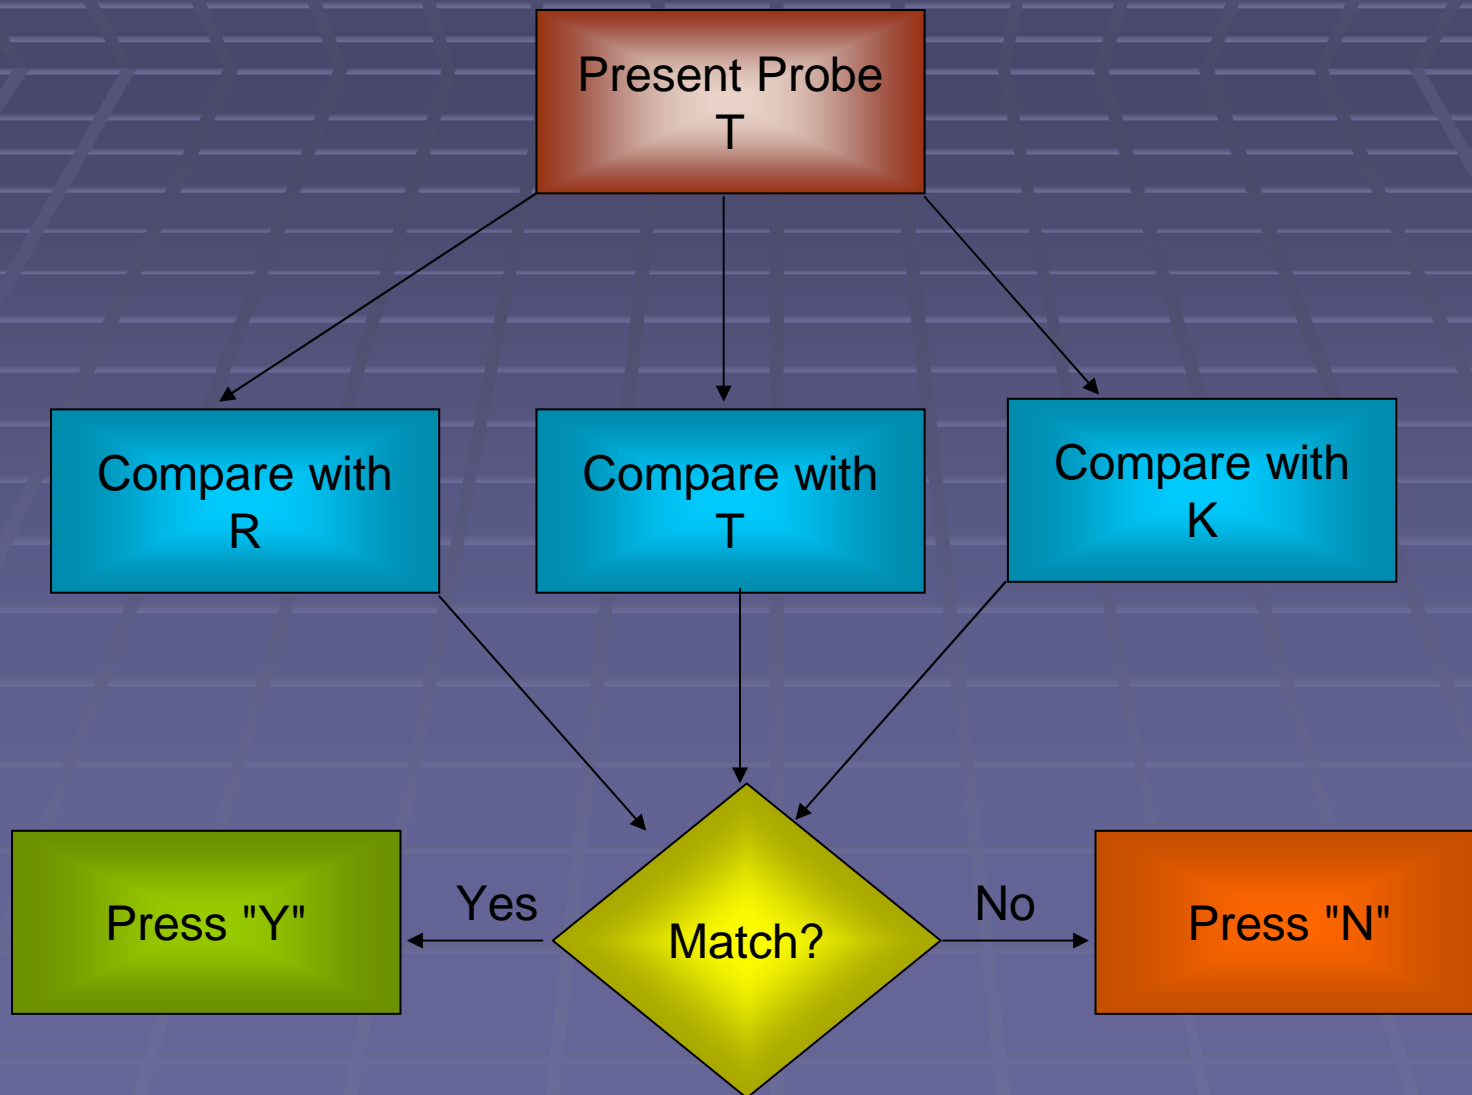 Present Probe
T
Compare with
R
Compare with
T
Compare with
K
Yes
No
Press "Y"
Match?
Press "N"